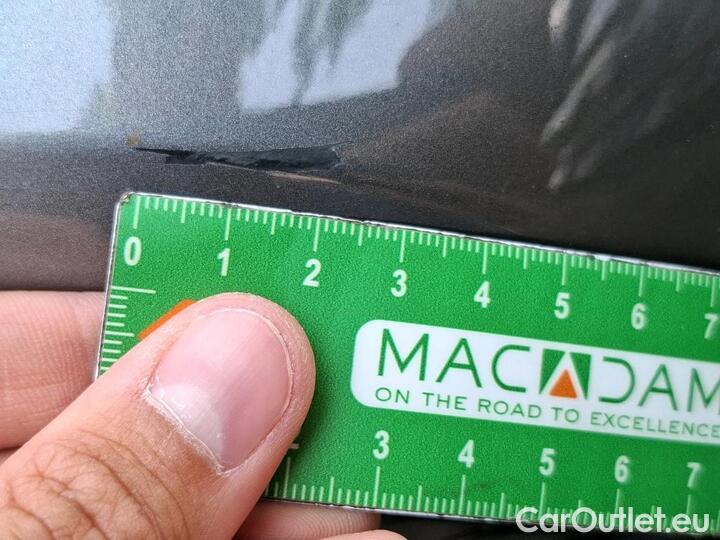 0 1 2 3 4 5 6 7
MACADAM
ON THE ROAD TO EXCELLENCE
3 4 5 6 7
CarOutlet.eu